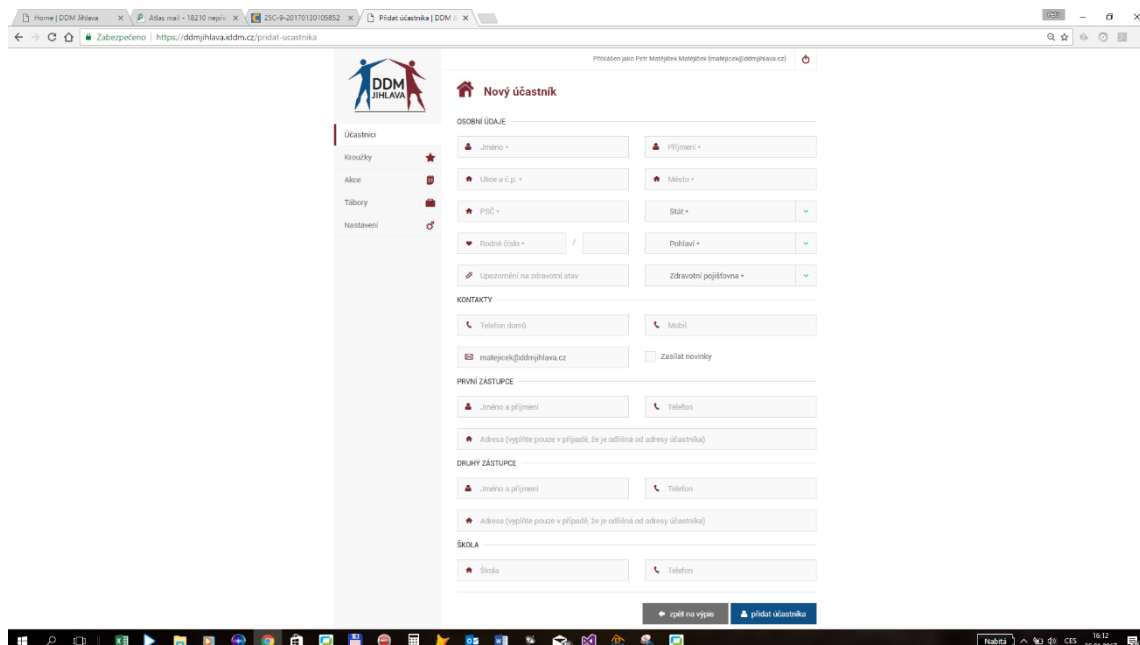 Home | DDM Jihlava
Atlas mail - 18210 nepře
25C-9-20170130105852
Přidat účastníka | DDM J
Zabezpečeno | https://ddmjihlava.iddm.cz/pridat-ucastnika
Přihlášen jako Petr Matějíček Matějíček (matejicek@ddmjihlava.cz)
DDM
JIHLAVA
Nový účastník
OSOBNÍ ÚDAJE
Účastníci
Jméno *
Příjmení *
Kroužky
Akce
Ulice a č.p. *
Město *
Tábory
PSČ *
Stát *
Nastavení
Rodné číslo *
/
Pohlaví *
Upozornění na zdravotní stav
Zdravotní pojišťovna *
KONTAKTY
Telefon domů
Mobil
matejicek@ddmjihlava.cz
Zasílat novinky
PRVNÍ ZÁSTUPCE
Jméno a příjmení
Telefon
Adresa (vyplňte pouze v případě, že je odlišná od adresy účastníka)
DRUHÝ ZÁSTUPCE
Jméno a příjmení
Telefon
Adresa (vyplňte pouze v případě, že je odlišná od adresy účastníka)
ŠKOLA
Škola
Telefon
zpět na výpis
přidat účastníka
Nabitá
CES
16:12